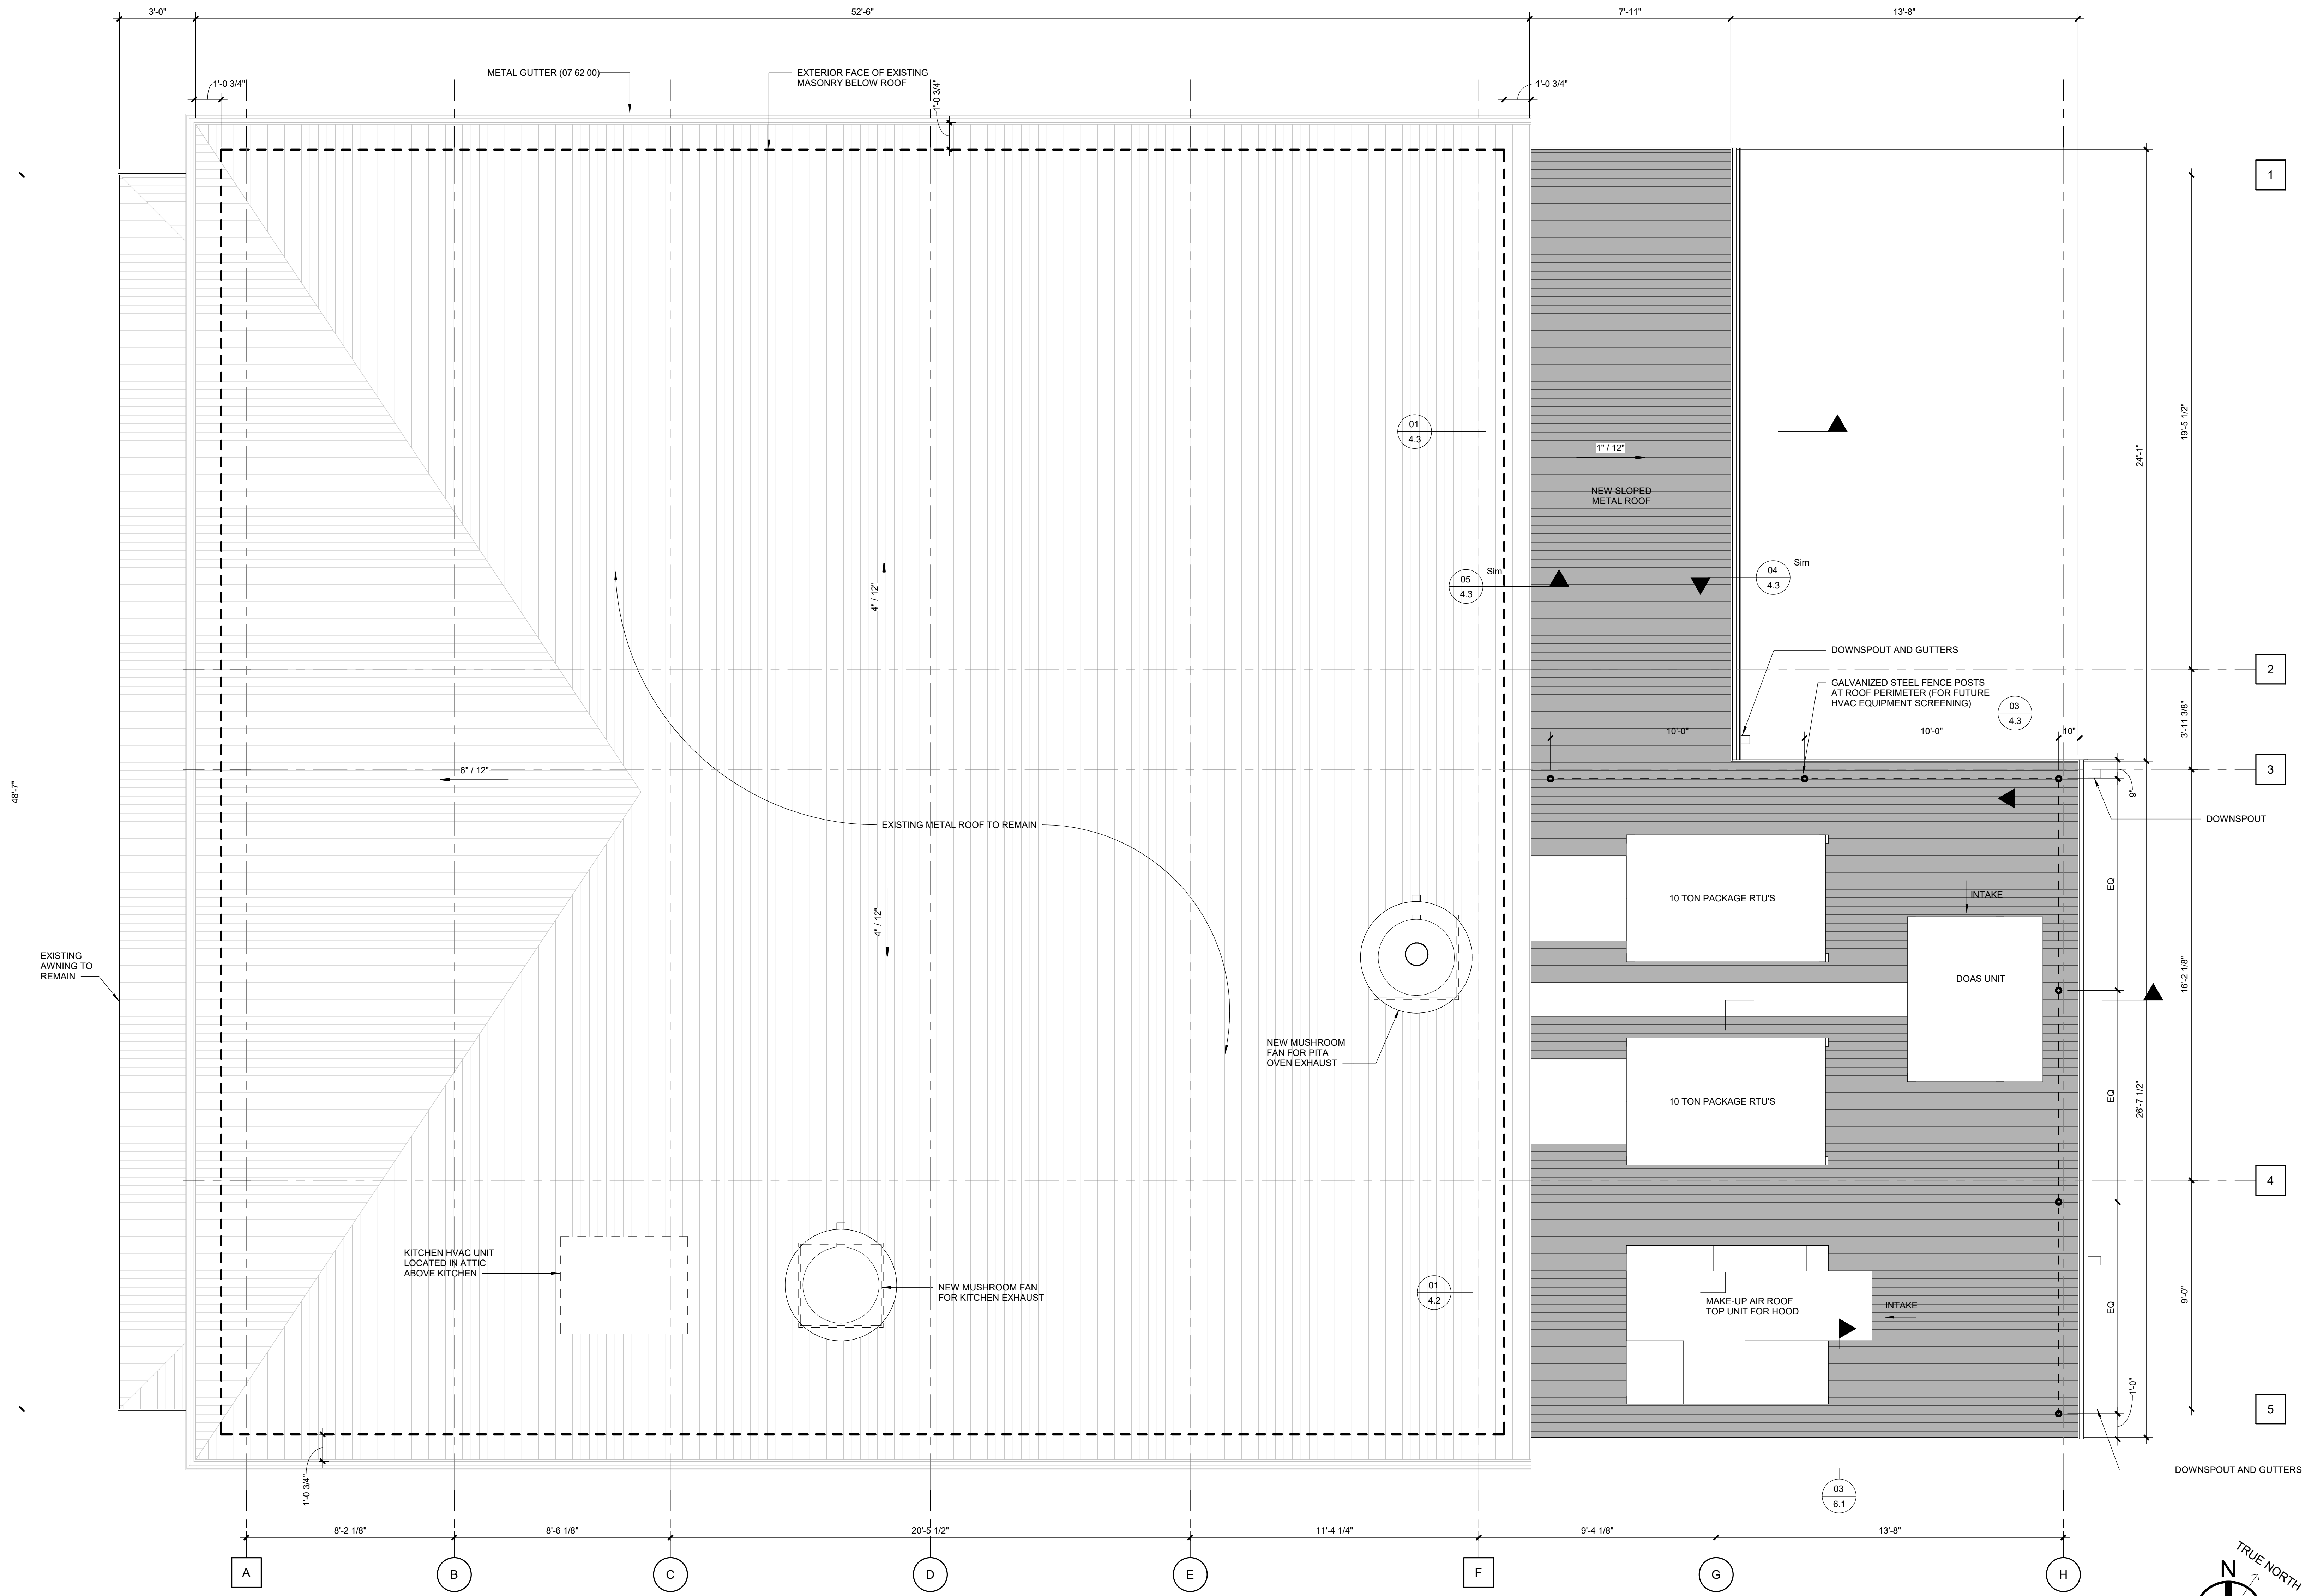 3'-0"
52'-6"
7'-11"
13'-8"
METAL GUTTER (07 62 00)
EXTERIOR FACE OF EXISTING
MASONRY BELOW ROOF
1'-0 3/4"
1'-0 3/4"
1'-0 3/4"
1
19'-5 1/2"
24'-1"
01
4.3
1" / 12"
NEW SLOPED
METAL ROOF
05
4.3
Sim
04
4.3
Sim
4" / 12"
DOWNSPOUT AND GUTTERS
2
GALVANIZED STEEL FENCE POSTS
AT ROOF PERIMETER (FOR FUTURE
HVAC EQUIPMENT SCREENING)
03
4.3
3'-11 3/8"
10'-0"
10'-0"
10"
3
48'-7"
6" / 12"
9"
DOWNSPOUT
EXISTING METAL ROOF TO REMAIN
EQ
10 TON PACKAGE RTU'S
INTAKE
4" / 12"
EXISTING
AWNING TO
REMAIN
DOAS UNIT
16'-2 1/8"
NEW MUSHROOM
FAN FOR PITA
OVEN EXHAUST
10 TON PACKAGE RTU'S
EQ
26'-7 1/2"
4
KITCHEN HVAC UNIT
LOCATED IN ATTIC
ABOVE KITCHEN
NEW MUSHROOM FAN
FOR KITCHEN EXHAUST
01
4.2
MAKE-UP AIR ROOF
TOP UNIT FOR HOOD
INTAKE
EQ
9'-0"
1'-0"
5
1'-0 3/4"
DOWNSPOUT AND GUTTERS
03
6.1
8'-2 1/8"
8'-6 1/8"
20'-5 1/2"
11'-4 1/4"
9'-4 1/8"
13'-8"
A
B
C
D
E
F
G
H
N
TRUE NORTH